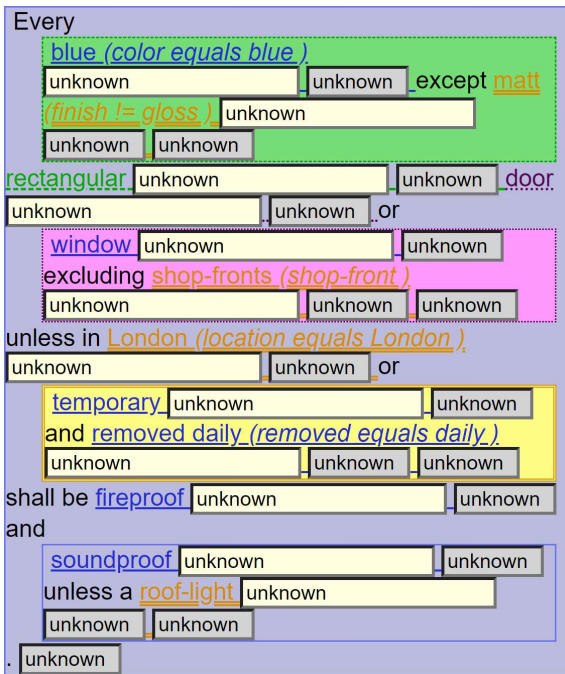 Every
blue (color equals blue )
unknown unknown except matt
(finish != gloss ) unknown
unknown unknown
rectangular unknown unknown door
unknown unknown or
window unknown unknown
excluding shop-fronts (shop-front )
unknown unknown unknown
unless in London (location equals London )
unknown unknown or
temporary unknown unknown
and removed daily (removed equals daily )
unknown unknown unknown
shall be fireproof unknown unknown
and
soundproof unknown unknown
unless a roof-light unknown
unknown unknown
. unknown